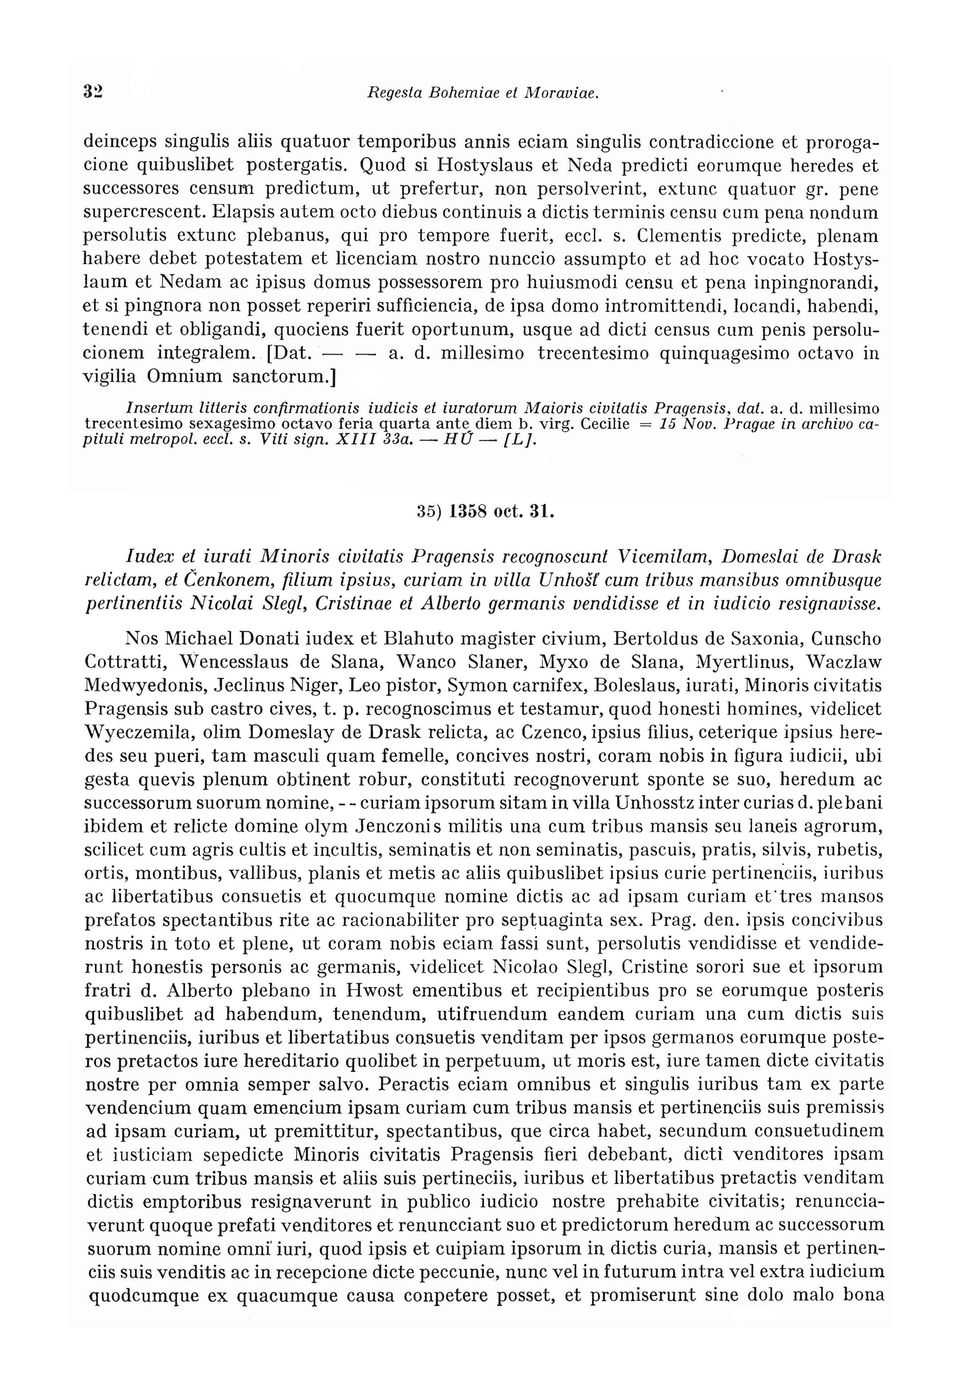 32 Regesta Bohemiae et Moraviae.
deinceps singulis aliis quatuor temporibus annis eciam singulis contradiccione et proroga-
cione quibuslibet postergatis. Quod si Hostyslaus et Neda predicti eorumque heredes et
successores censum predictum, ut prefertur, non persolverint, extunc quatuor gr. pene
supercrescent. Elapsis autem octo diebus continuis a dictis terminis censu cum pena nondum
persolutis extunc plebanus, qui pro tempore fuerit, eccl. s. Clementis predicte, plenam
habere debet potestatem et licenciam nostro nunccio assumpto et ad hoc vocato Hostys-
laum et Nedam ac ipisus domus possessorem pro huiusmodi censu et pena inpingnorandi,
et si pingnora non posset reperiri sufficiencia, de ipsa domo intromittendi, locandi, habendi,
tenendi et obligandi, quociens fuerit oportunum, usque ad dicti census cum penis persolu-
cionem integralem. [Dat. — — a. d. millesimo trecentesimo quinquagesimo octavo in
vigilia Omnium sanctorum.]
Insertum litteris confirmationis iudicis et iuratorum Maioris civitatis Pragensis, dat. a. d. millesimo
trecentesimo sexagesimo octavo feria quarta ante diem b. virg. Cecilie = 15 Nov. Pragae in archivo ca-
pituli metropol. eccl. s. Viti sign. XIII 33a. — HÚ — [L].
35) 1358 oct. 31.
Iudex et iurati Minoris civitatis Pragensis recognoscunt Vicemilam, Domeslai de Drask
relictam, et Čenkonem, filium ipsius, curiam in villa Unhošť cum tribus mansibus omnibusque
pertinentiis Nicolai Slegl, Cristinae et Alberto germanis vendidisse et in iudicio resignavisse.
Nos Michael Donati iudex et Blahuto magister civium, Bertoldus de Saxonia, Cunscho
Cottratti, Wencesslaus de Slana, Wanco Slaner, Myxo de Slana, Myertlinus, Waczlaw
Medwyedonis, Jeclinus Niger, Leo pistor, Symon carnifex, Boleslaus, iurati, Minoris civitatis
Pragensis sub castro cives, t. p. recognoscimus et testamur, quod honesti homines, videlicet
Wyeczemila, olim Domeslay de Drask relicta, ac Czenco, ipsius filius, ceterique ipsius here-
des seu pueri, tam masculi quam femelle, concives nostri, coram nobis in figura iudicii, ubi
gesta quevis plenum obtinent robur, constituti recognoverunt sponte se suo, heredum ac
successorum suorum nomine, -- curiam ipsorum sitam in villa Unhosstz inter curias d. plebani
ibidem et relicte domine olym Jenczonis militis una cum tribus mansis seu laneis agrorum,
scilicet cum agris cultis et incultis, seminatis et non seminatis, pascuis, pratis, silvis, rubetis,
ortis, montibus, vallibus, planis et metis ac aliis quibuslibet ipsius curie pertinenciis, iuribus
ac libertatibus consuetis et quocumque nomine dictis ac ad ipsam curiam et tres mansos
prefatos spectantibus rite ac racionabiliter pro septuaginta sex. Prag. den. ipsis concivibus
nostris in toto et plene, ut coram nobis eciam fassi sunt, persolutis vendidisse et vendide-
runt honestis personis ac germanis, videlicet Nicolao Slegl, Cristine sorori sue et ipsorum
fratri d. Alberto plebano in Hwost ementibus et recipientibus pro se eorumque posteris
quibuslibet ad habendum, tenendum, utifruendum eandem curiam una cum dictis suis
pertinenciis, iuribus et libertatibus consuetis venditam per ipsos germanos eorumque poste-
ros pretactos iure hereditario quolibet in perpetuum, ut moris est, iure tamen dicte civitatis
nostre per omnia semper salvo. Peractis eciam omnibus et singulis iuribus tam ex parte
vendencium quam emencium ipsam curiam cum tribus mansis et pertinenciis suis premissis
ad ipsam curiam, ut premittitur, spectantibus, que circa habet, secundum consuetudinem
et iusticiam sepedicte Minoris civitatis Pragensis fieri debebant, dicti venditores ipsam
curiam cum tribus mansis et aliis suis pertineciis, iuribus et libertatibus pretactis venditam
dictis emptoribus resignaverunt in publico iudicio nostre prehabite civitatis; renunccia-
verunt quoque prefati venditores et renuncciant suo et predictorum heredum ac successorum
suorum nomine omni iuri, quod ipsis et cuipiam ipsorum in dictis curia, mansis et pertinen-
ciis suis venditis ac in recepcione dicte peccunie, nunc vel in futurum intra vel extra iudicium
quodcumque ex quacumque causa conpetere posset, et promiserunt sine dolo malo bona